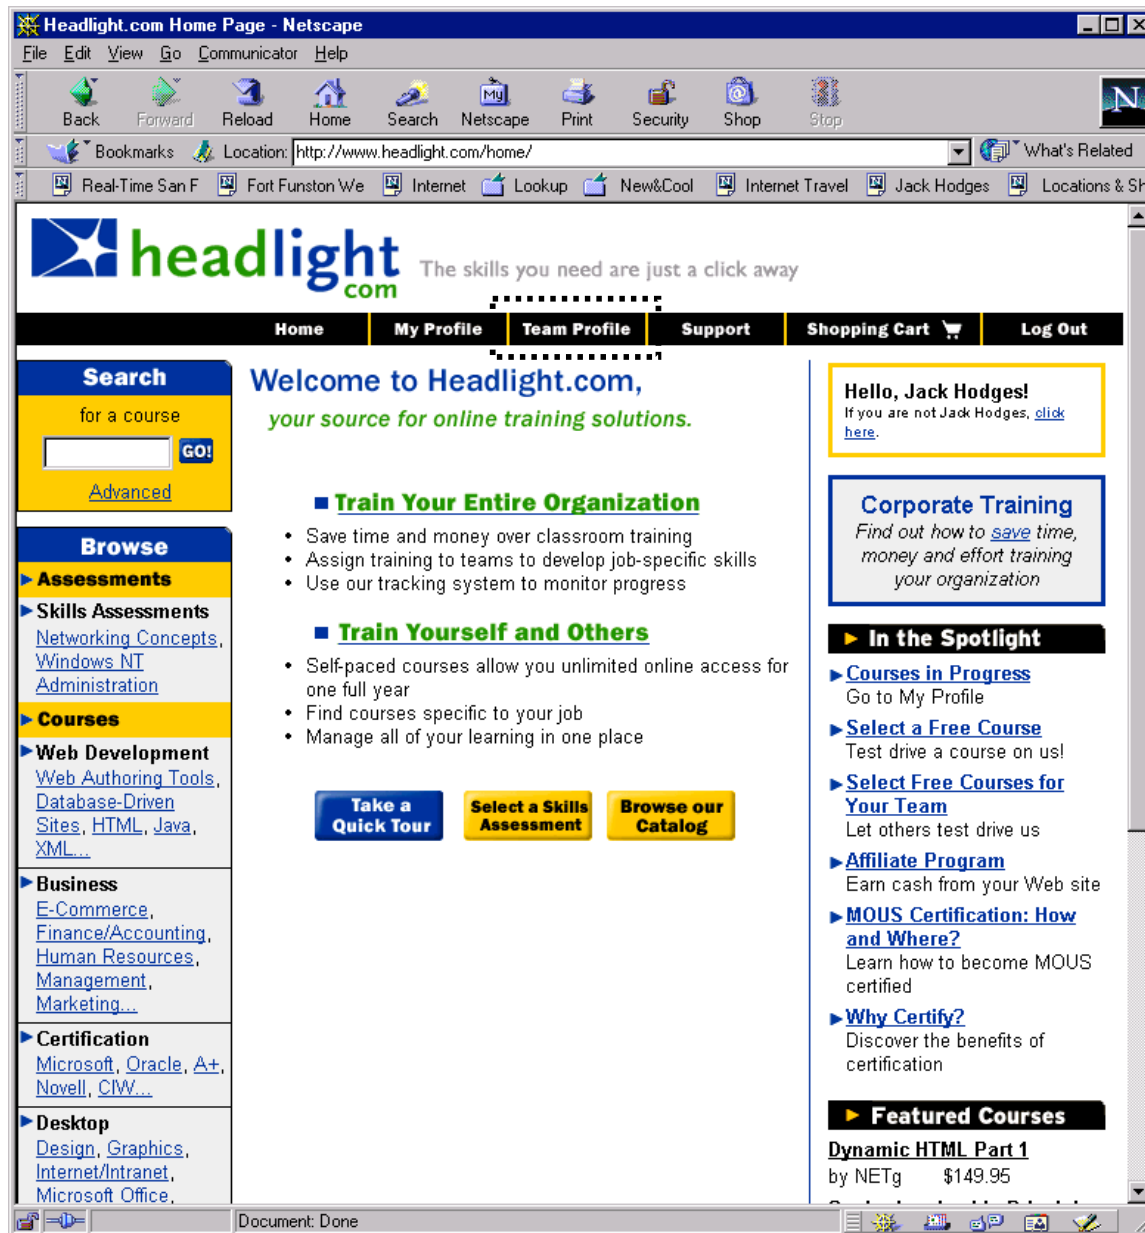 Headlight.com Home Page - Netscape
File Edit View Go Communicator Help
Back Forward Reload Home Search Netscape Print Security Shop Stop
My
N
Bookmarks Location: http://www.headlight.com/home/ What's Related
Real-Time San F Fort Funston We Internet Lookup New&Cool Internet Travel Jack Hodges Locations & Sh
headlight
com
The skills you need are just a click away
Home My Profile Team Profile Support Shopping Cart Log Out
Search
for a course
GO!
Advanced
Browse
Assessments
Skills Assessments
Networking Concepts,
Windows NT
Administration
Courses
Web Development
Web Authoring Tools,
Database-Driven
Sites, HTML, Java,
XML...
Business
E-Commerce,
Finance/Accounting,
Human Resources,
Management,
Marketing...
Certification
Microsoft, Oracle, A+,
Novell, CIW...
Desktop
Design, Graphics,
Internet/Intranet,
Microsoft Office,
Welcome to Headlight.com,
your source for online training solutions.
Train Your Entire Organization
• Save time and money over classroom training
• Assign training to teams to develop job-specific skills
• Use our tracking system to monitor progress
Train Yourself and Others
• Self-paced courses allow you unlimited online access for
one full year
• Find courses specific to your job
• Manage all of your learning in one place
Take a
Quick Tour
Select a Skills
Assessment
Browse our
Catalog
Hello, Jack Hodges!
If you are not Jack Hodges, click
here.
Corporate Training
Find out how to save time,
money and effort training
your organization
In the Spotlight
Courses in Progress
Go to My Profile
Select a Free Course
Test drive a course on us!
Select Free Courses for
Your Team
Let others test drive us
Affiliate Program
Earn cash from your Web site
MOUS Certification: How
and Where?
Learn how to become MOUS
certified
Why Certify?
Discover the benefits of
certification
Featured Courses
Dynamic HTML Part 1
by NETg $149.95
Document: Done